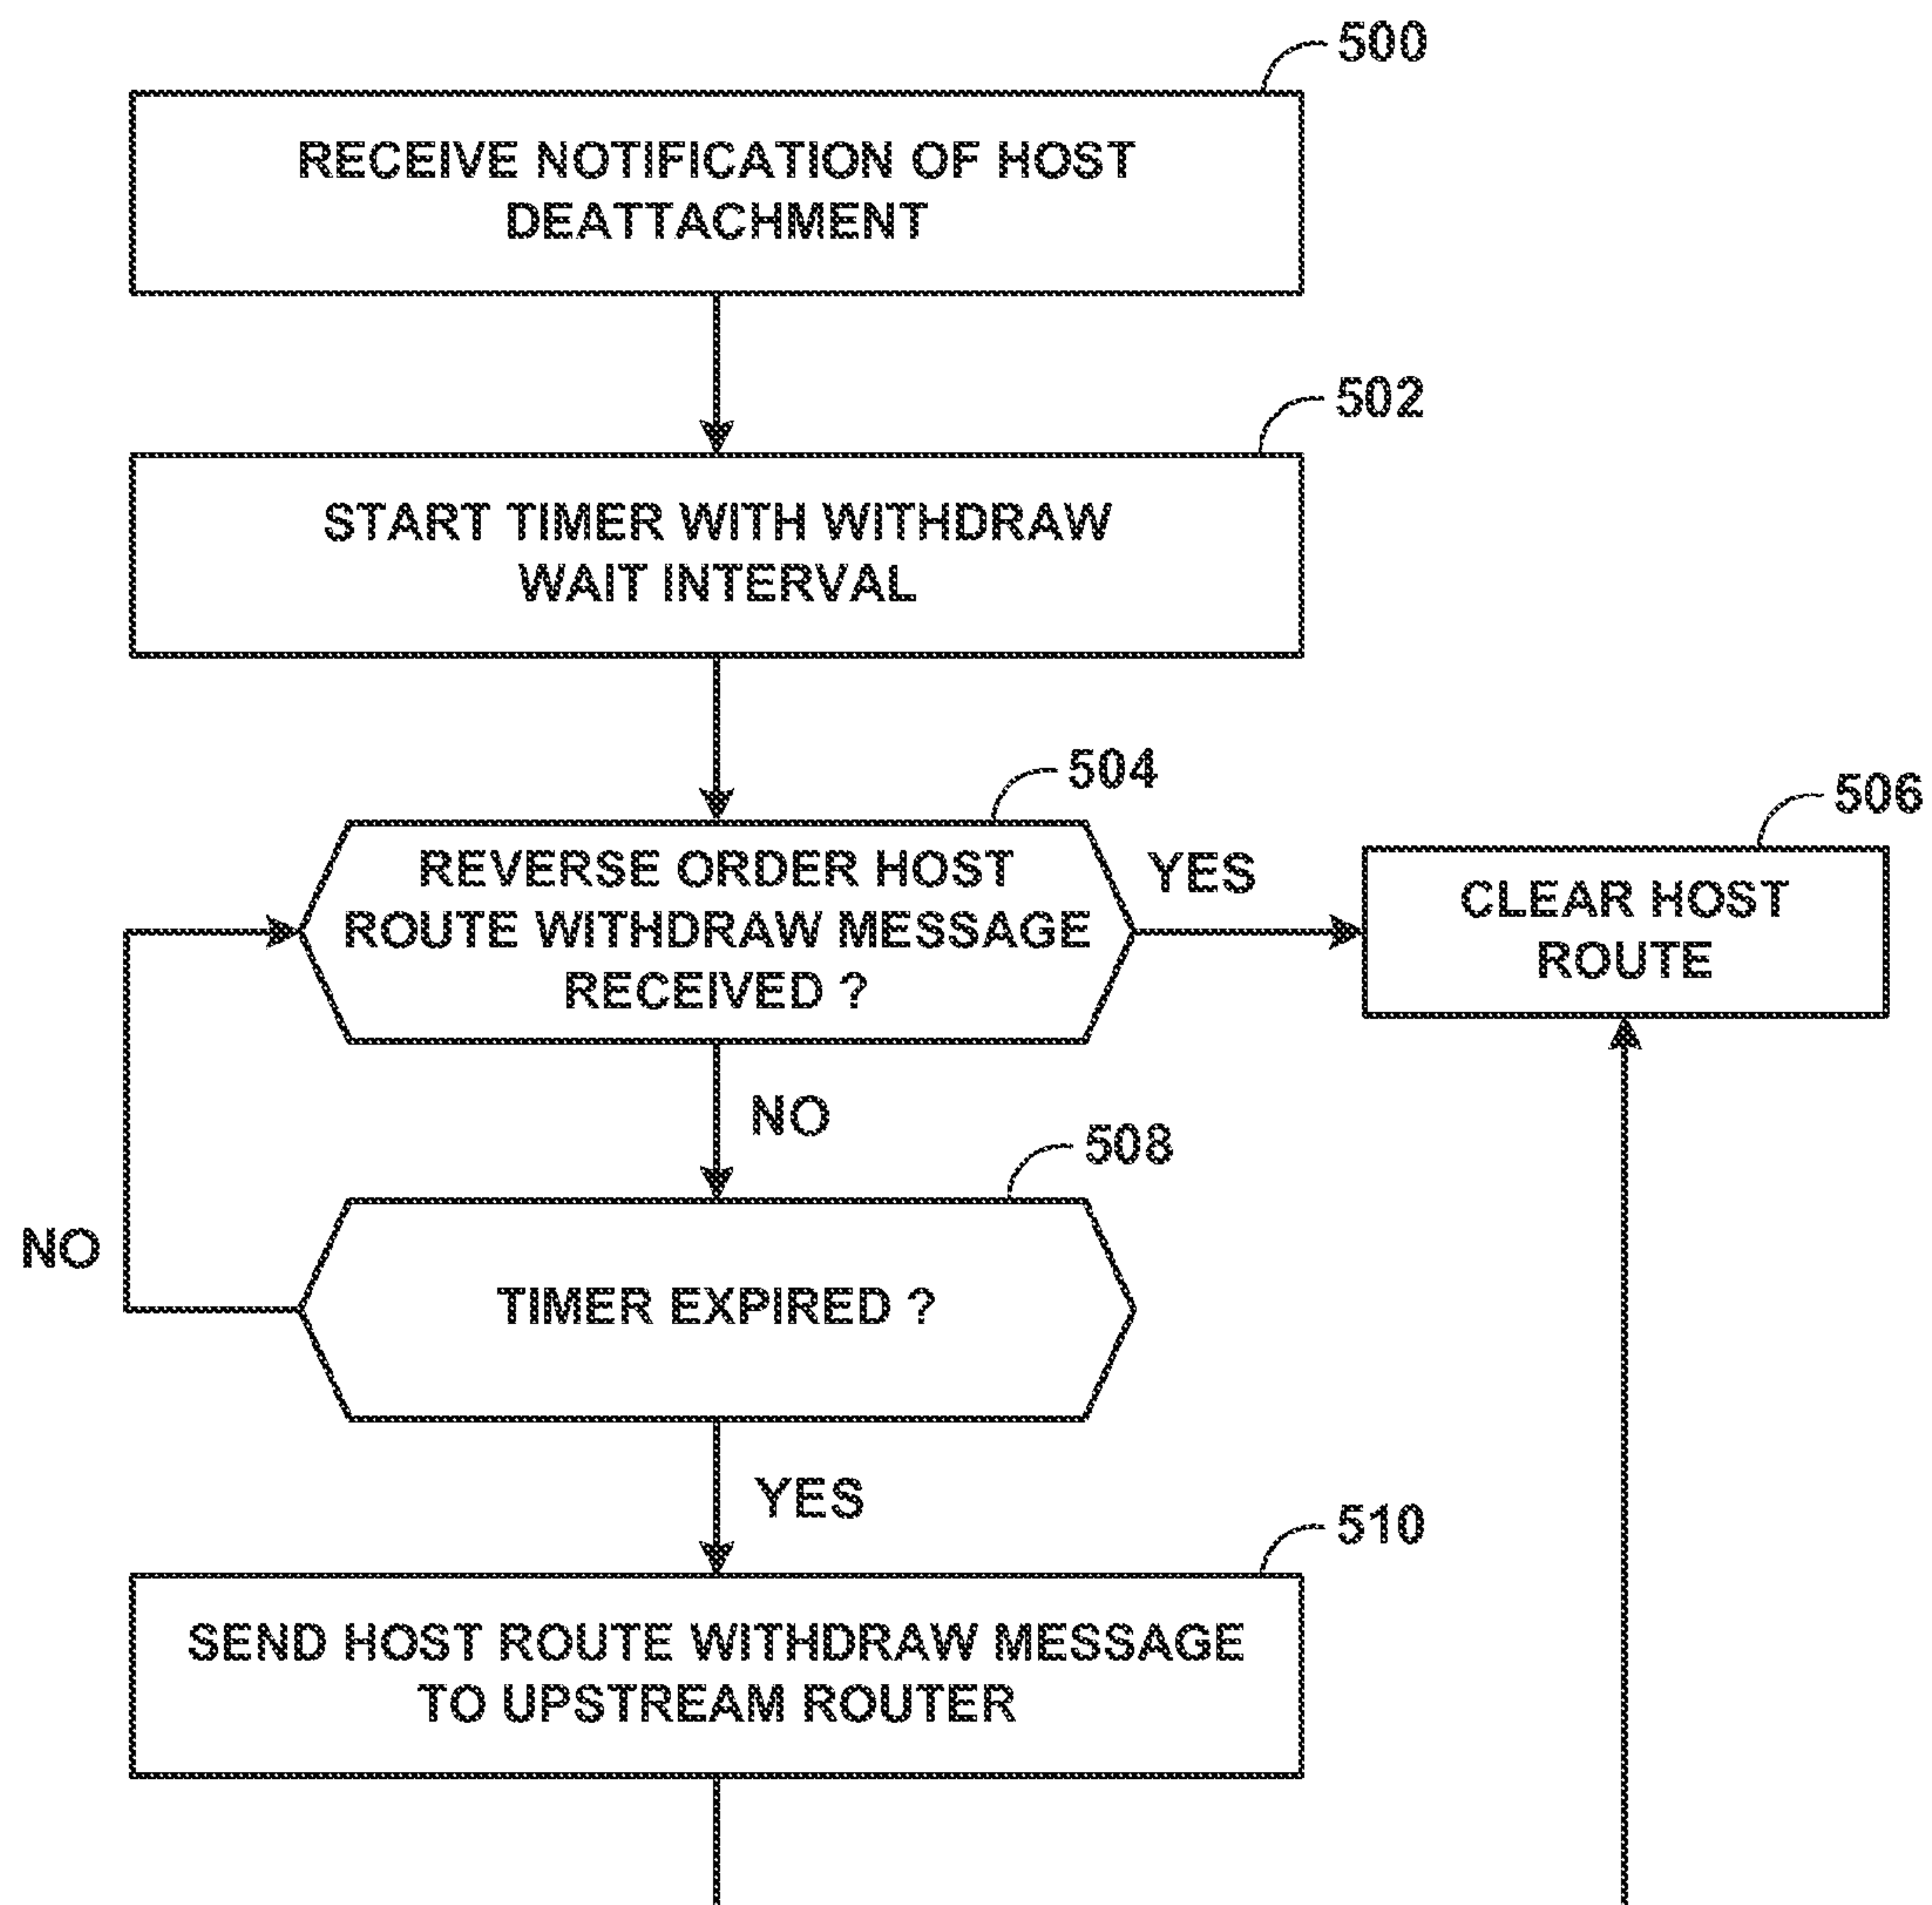 500
RECEIVE NOTIFICATION OF HOST
DEATTACHMENT
502
START TIMER WITH WITHDRAW
WAIT INTERVAL
504
REVERSE ORDER HOST
ROUTE WITHDRAW MESSAGE
RECEIVED ?
YES
506
CLEAR HOST
ROUTE
NO
508
TIMER EXPIRED ?
NO
YES
510
SEND HOST ROUTE WITHDRAW MESSAGE
TO UPSTREAM ROUTER